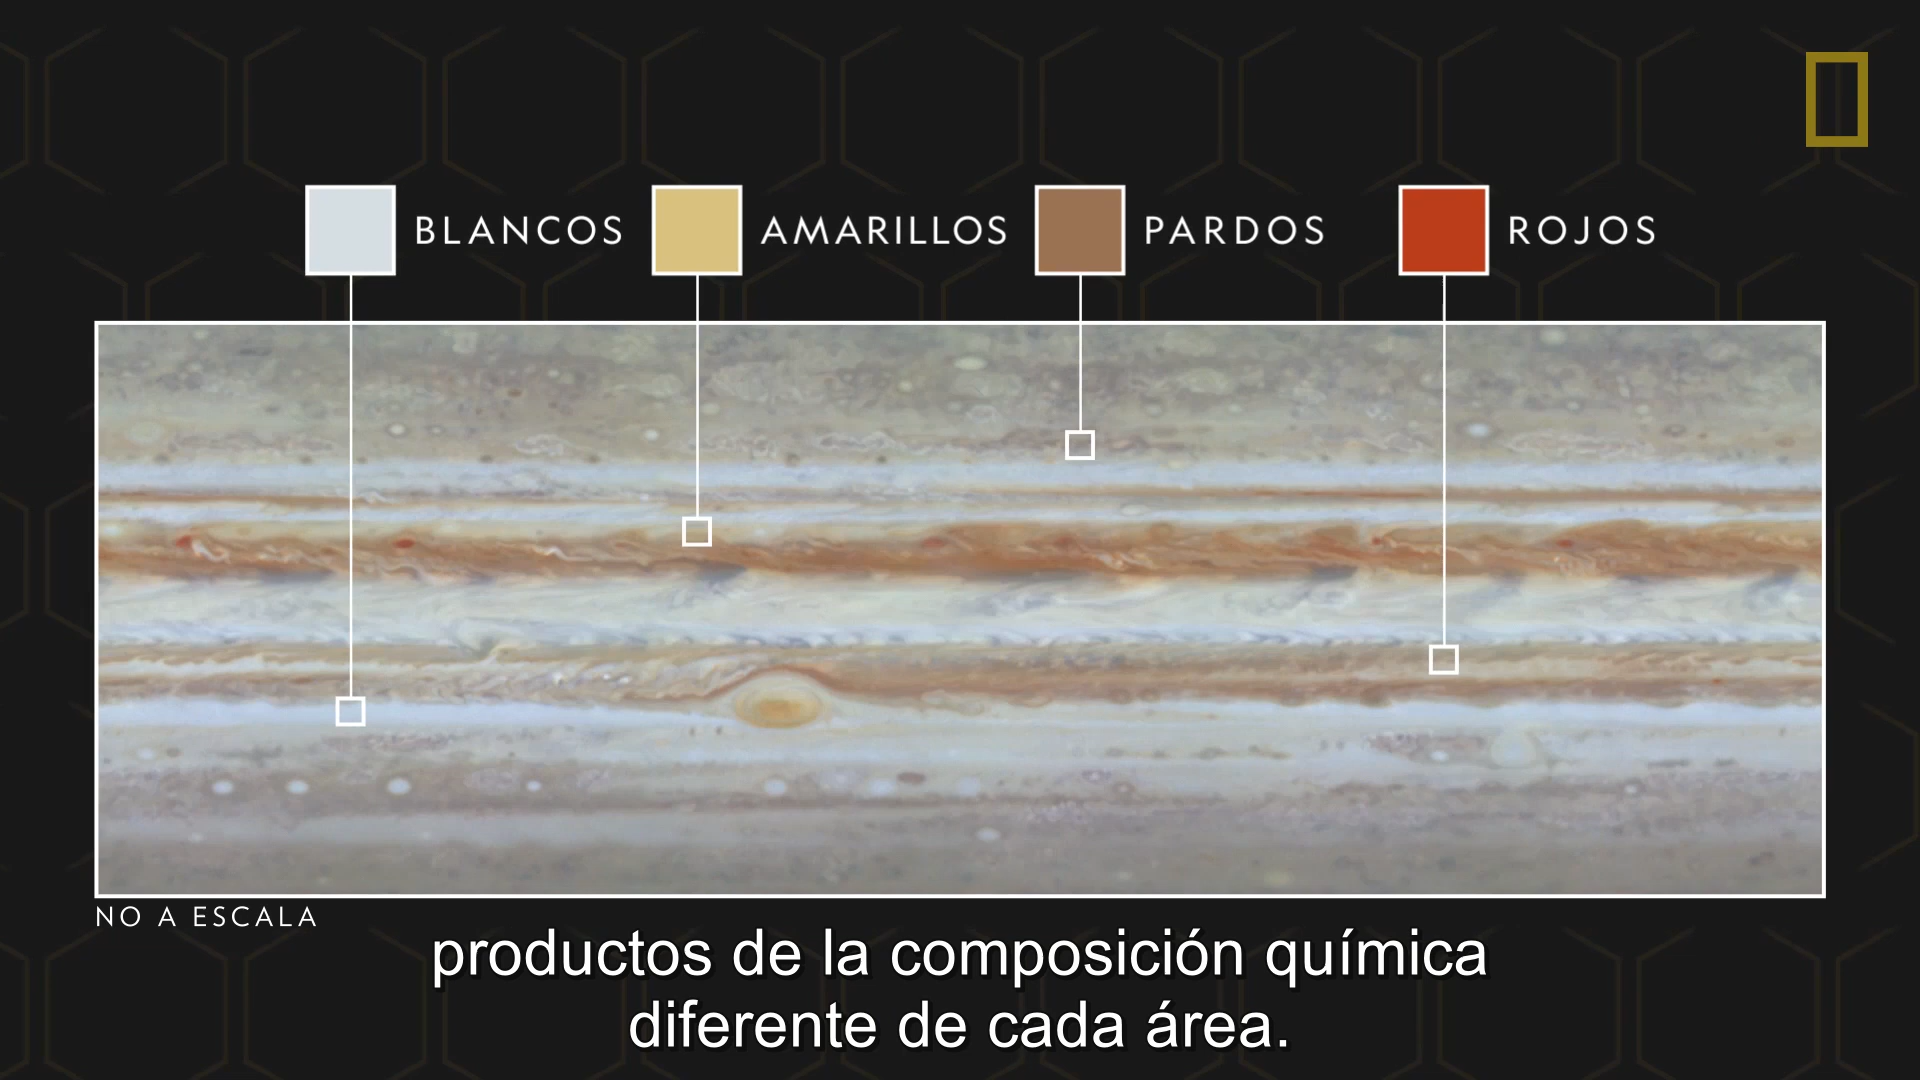 BLANCOS AMARILLOS PARDOS ROJOS
NO A ESCALA
productos de la composición química
diferente de cada área.